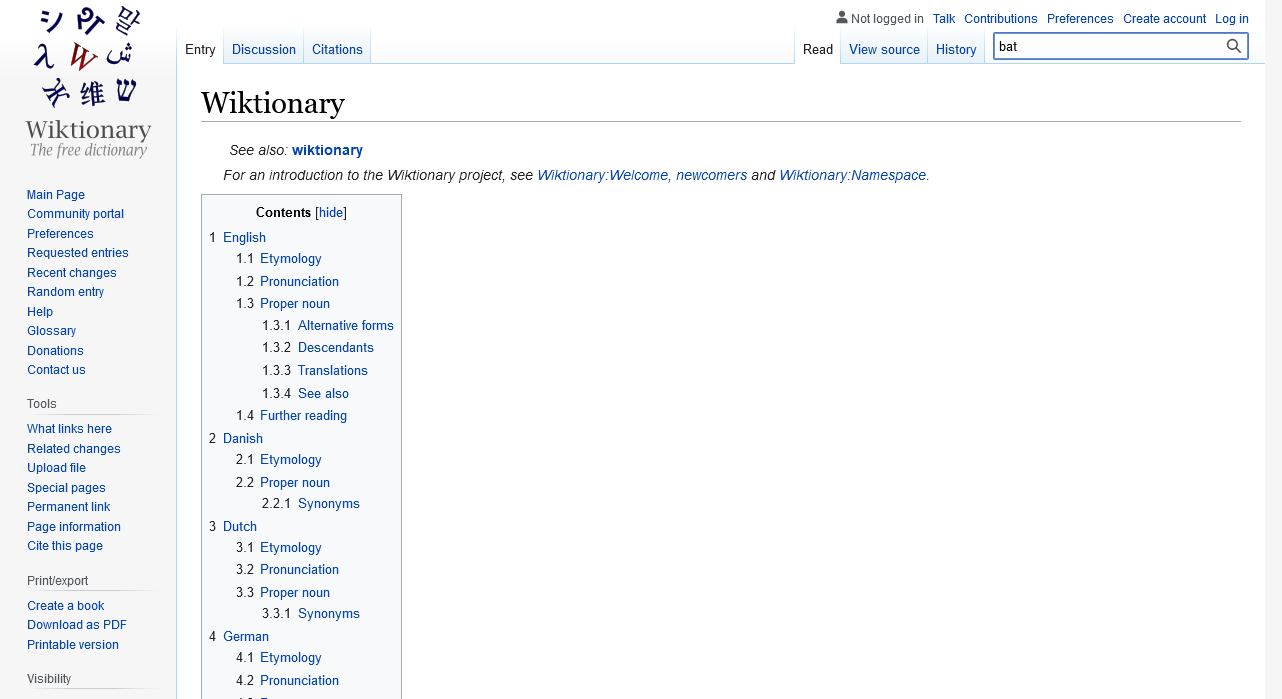 Not logged in Talk Contributions Preferences Create account Log in
Entry Discussion Citations Read View source History bat
Wiktionary
The free dictionary
Main Page
Community portal
Preferences
Requested entries
Recent changes
Random entry
Help
Glossary
Donations
Contact us
Tools
What links here
Related changes
Upload file
Special pages
Permanent link
Page information
Cite this page
Print/export
Create a book
Download as PDF
Printable version
Visibility
Wiktionary
See also: wiktionary
For an introduction to the Wiktionary project, see Wiktionary:Welcome, newcomers and Wiktionary:Namespace.
Contents [hide]
1 English
1.1 Etymology
1.2 Pronunciation
1.3 Proper noun
1.3.1 Alternative forms
1.3.2 Descendants
1.3.3 Translations
1.3.4 See also
1.4 Further reading
2 Danish
2.1 Etymology
2.2 Proper noun
2.2.1 Synonyms
3 Dutch
3.1 Etymology
3.2 Pronunciation
3.3 Proper noun
3.3.1 Synonyms
4 German
4.1 Etymology
4.2 Pronunciation